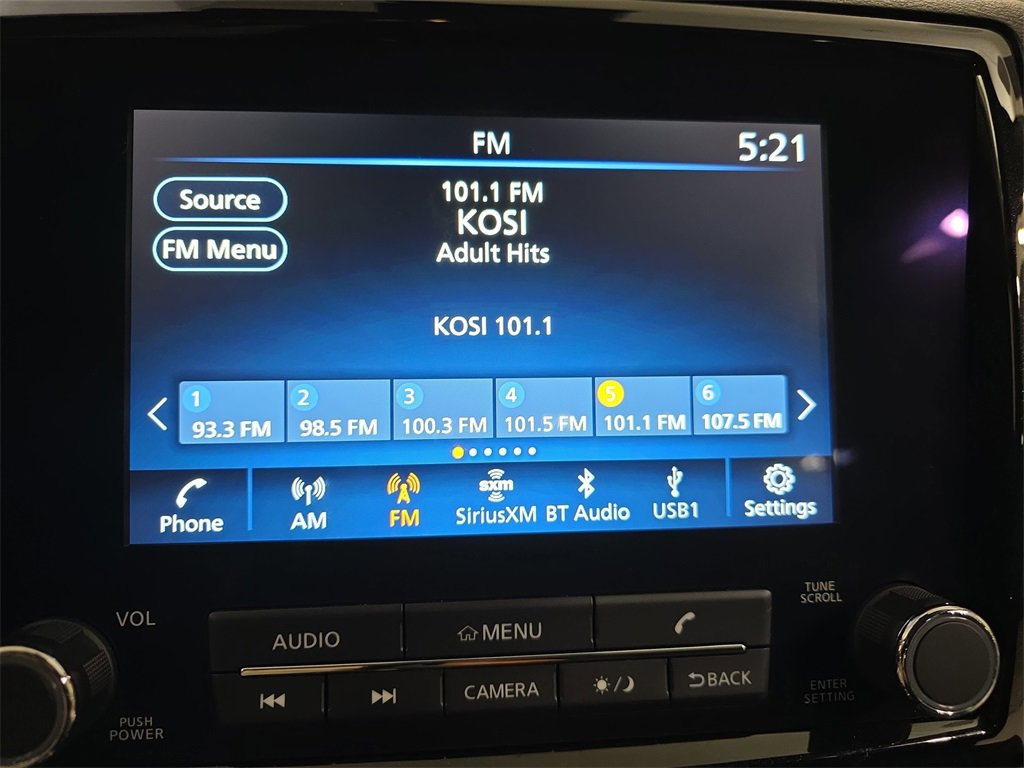 FM
5:21
Source
FM Menu
101.1 FM
KOSI
Adult Hits
KOSI 101.1
1
93.3 FM
2
98.5 FM
3
100.3 FM
4
101.5 FM
5
101.1 FM
6
107.5 FM
Phone
AM
FM
sxm
SiriusXM
BT Audio
USB1
Settings
VOL
PUSH
POWER
AUDIO
MENU
CAMERA
BACK
TUNE
SCROLL
ENTER
SETTING